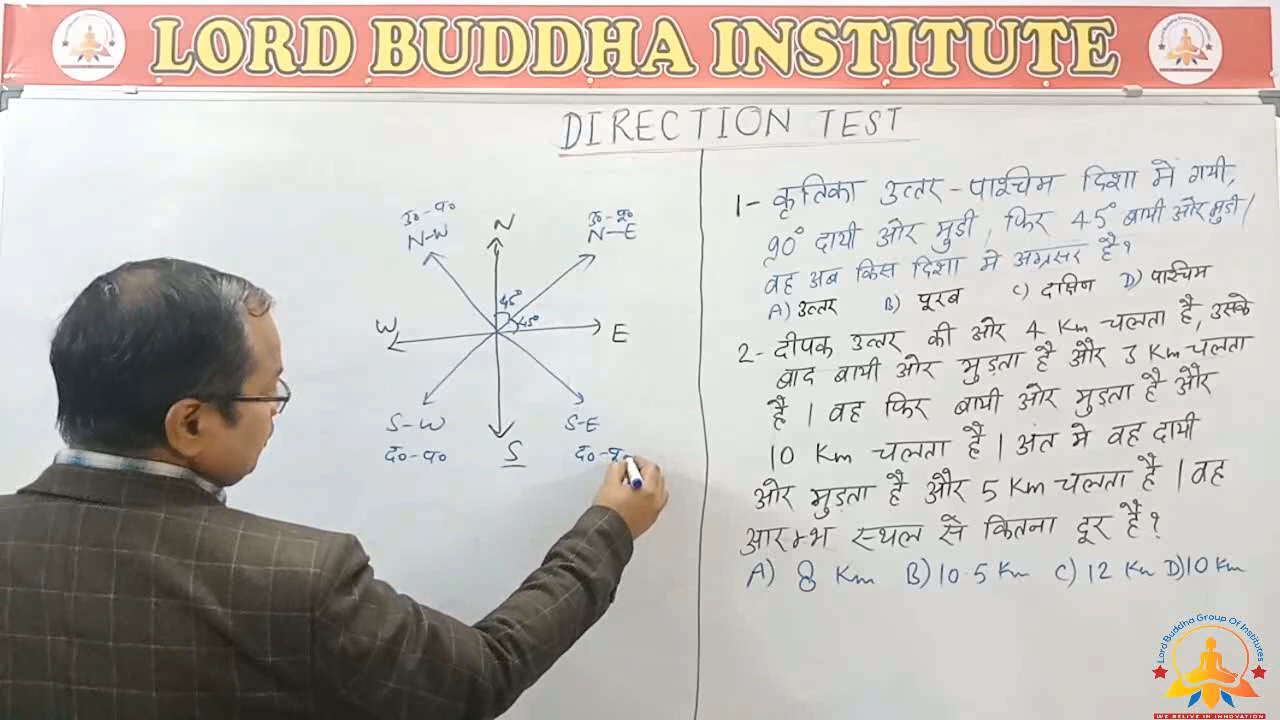 LORD BUDDHA INSTITUTE
DIRECTION TEST
उ०-प० N उ०-पू०
N-W N-E
45°
45°
W E
S-W S S-E
द०-प० द०-पू
1- कृतिका उत्तर-पश्चिम दिशा में गयी,
90° दायी ओर मुडी, फिर 45° बायी ओर मुडी।
वह अब किस दिशा मे अग्रसर है?
A) उत्तर B) पूरब C) दक्षिण D) पश्चिम
2- दीपक उत्तर की ओर 4 Km चलता है, उसके
बाद बायी ओर मुड़ता है और 3 Km चलता
है। वह फिर बायी ओर मुड़ता है और
10 Km चलता है। अंत मे वह दायी
ओर मुड़ता है और 5 Km चलता है। वह
आरम्भ स्थल से कितना दूर है?
A) 8 Km B) 10.5 Km C) 12 Km D) 10 Km
Lord Buddha Group Of Institutes
WE BELIVE IN INNOVATION